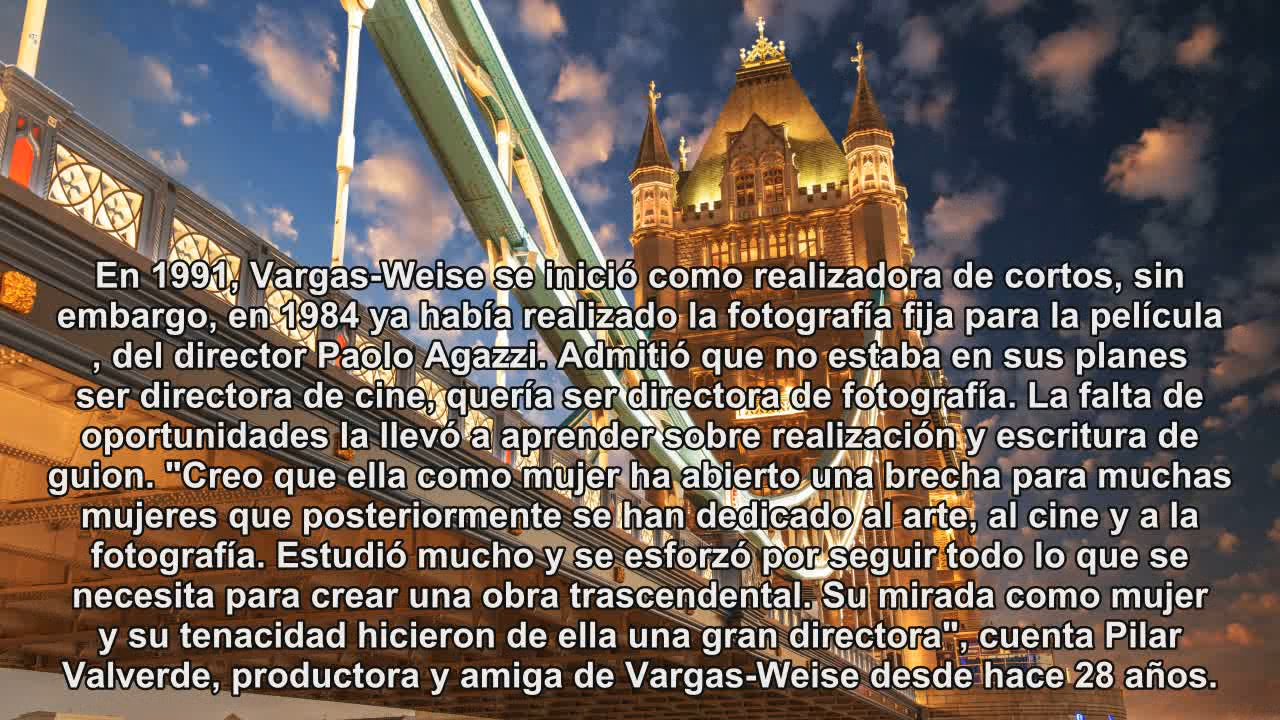 En 1991, Vargas-Weise se inició como realizadora de cortos, sin
embargo, en 1984 ya había realizado la fotografía fija para la película
, del director Paolo Agazzi. Admitió que no estaba en sus planes
ser directora de cine, quería ser directora de fotografía. La falta de
oportunidades la llevó a aprender sobre realización y escritura de
guion. "Creo que ella como mujer ha abierto una brecha para muchas
mujeres que posteriormente se han dedicado al arte, al cine y a la
fotografía. Estudió mucho y se esforzó por seguir todo lo que se
necesita para crear una obra trascendental. Su mirada como mujer
y su tenacidad hicieron de ella una gran directora", cuenta Pilar
Valverde, productora y amiga de Vargas-Weise desde hace 28 años.